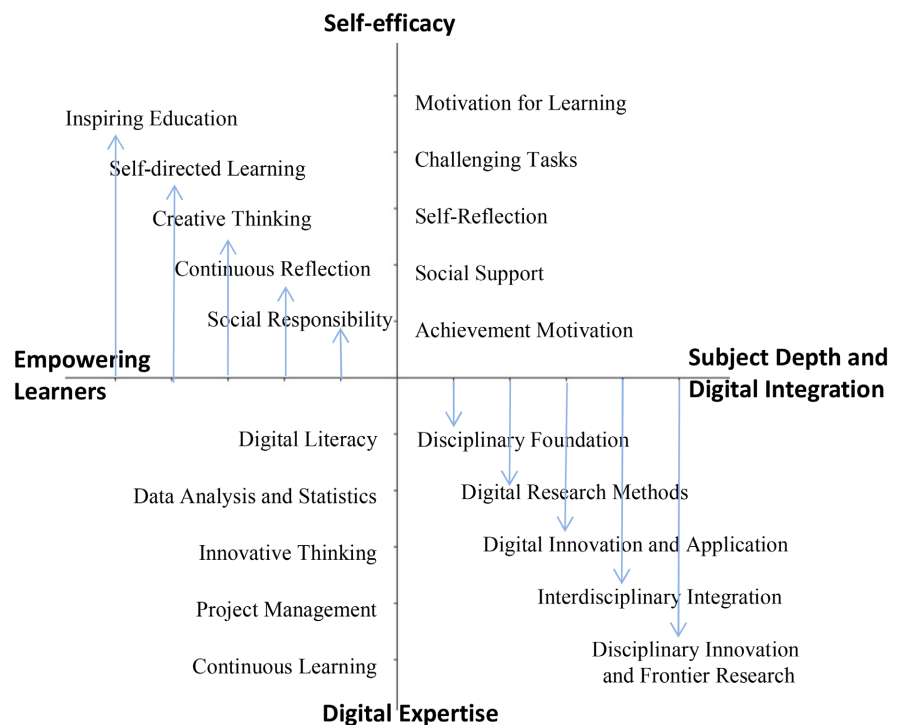 Self-efficacy
Motivation for Learning
Inspiring Education
Challenging Tasks
Self-directed Learning
Self-Reflection
Creative Thinking
Continuous Reflection
Social Support
Social Responsibility
Achievement Motivation
Empowering
Learners
Subject Depth and
Digital Integration
Digital Literacy
Disciplinary Foundation
Data Analysis and Statistics
Digital Research Methods
Innovative Thinking
Digital Innovation and Application
Project Management
Interdisciplinary Integration
Continuous Learning
Disciplinary Innovation
and Frontier Research
Digital Expertise